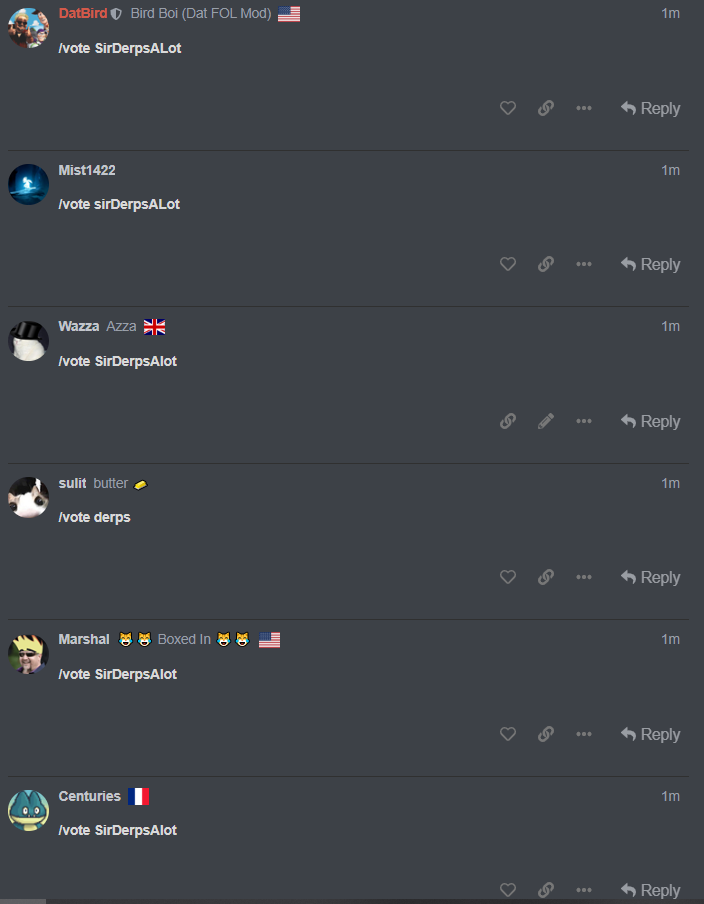 DatBird Bird Boi (Dat FOL Mod) 1m
/vote SirDerpsALot
Reply
Mist1422 1m
/vote sirDerpsALot
Reply
Wazza Azza 1m
/vote SirDerpsAlot
Reply
sulit butter 1m
/vote derps
Reply
Marshal Boxed In 1m
/vote SirDerpsAlot
Reply
Centuries 1m
/vote SirDerpsAlot
Reply